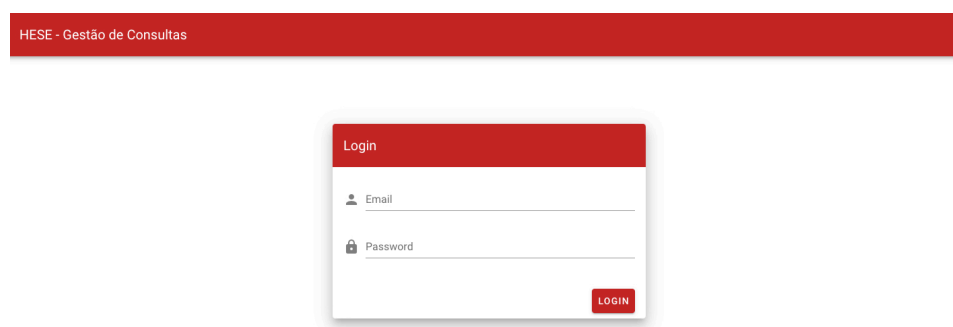 HESE - Gestão de Consultas
Login
Email
Password
LOGIN